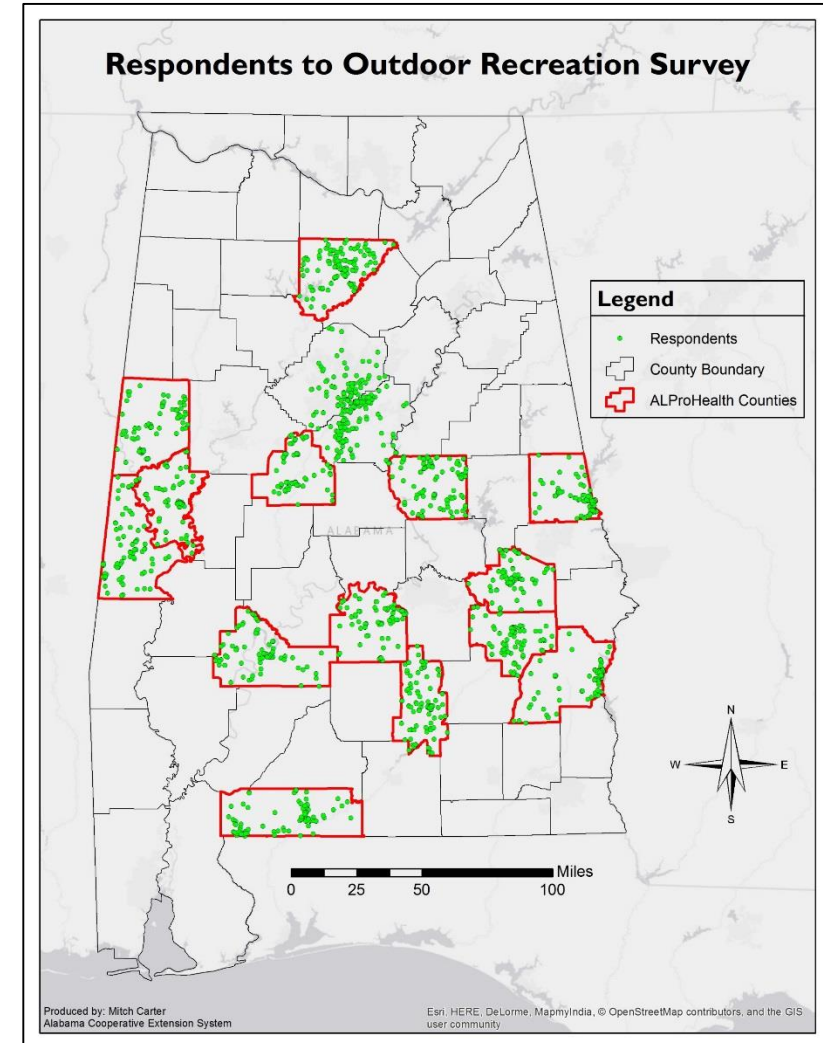 Respondents to Outdoor Recreation Survey
Legend
Respondents
County Boundary
ALProHealth Counties
ALABAMA
N
W E
S
Miles
0 25 50 100
Produced by: Mitch Carter
Alabama Cooperative Extension System
Esri, HERE, DeLorme, MapmyIndia, © OpenStreetMap contributors, and the GIS
user community